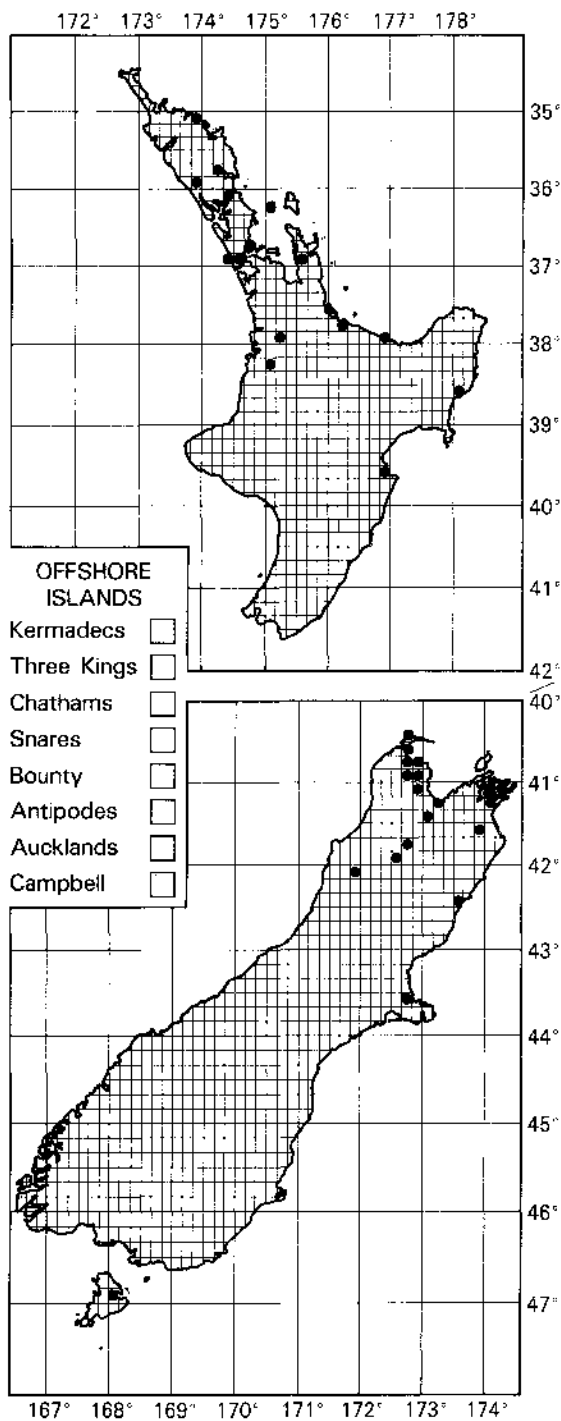 172° 173° 174° 175° 176° 177° 178°
35°
36°
37°
38°
39°
40°
41°
42°
OFFSHORE
ISLANDS
Kermadecs
Three Kings
Chathams
Snares
Bounty
Antipodes
Aucklands
Campbell
40°
41°
42°
43°
44°
45°
46°
47°
167° 168° 169° 170° 171° 172° 173° 174°